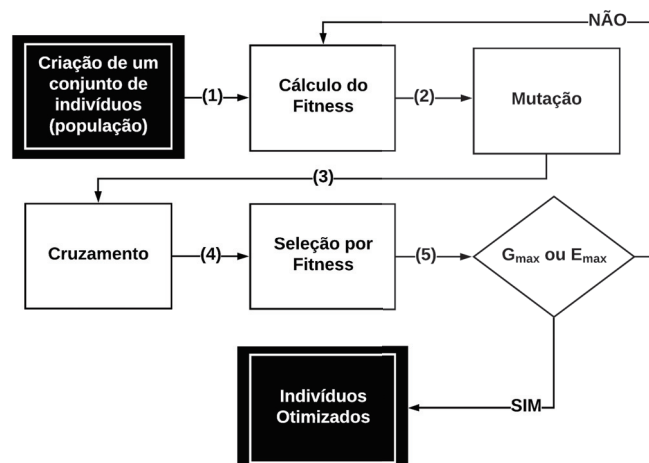 NÃO
Criação de um
conjunto de
indivíduos
(população)
(1)
Cálculo do
Fitness
(2)
Mutação
(3)
Cruzamento
(4)
Seleção por
Fitness
(5)
Gmax ou Emax
SIM
Indivíduos
Otimizados